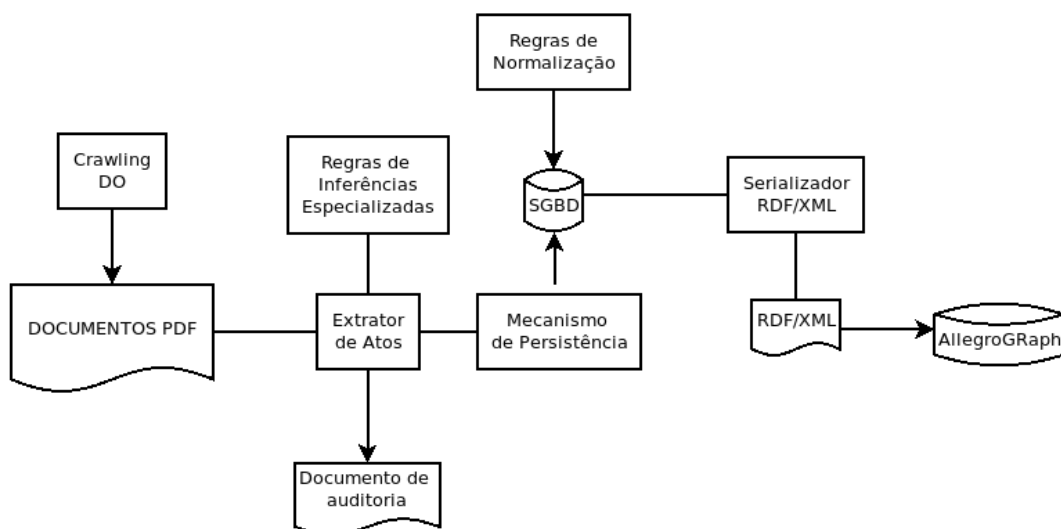 Regras de
Normalização
Crawling
DO
Regras de
Inferências
Especializadas
SGBD
Serializador
RDF/XML
DOCUMENTOS PDF
Extrator
de Atos
Mecanismo
de Persistência
RDF/XML
AllegroGRaph
Documento de
auditoria